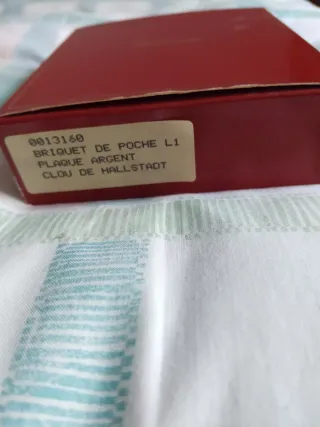 0013160
BRIQUET DE POCHE L1
PLAQUE ARGENT
CLOU DE HALLSTADT